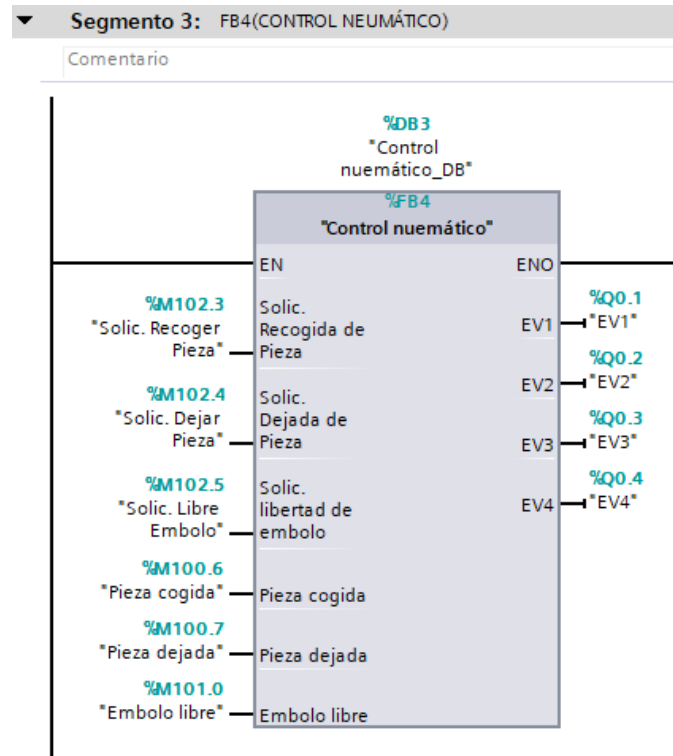 Segmento 3: FB4(CONTROL NEUMÁTICO)
Comentario
%DB3
"Control
nuemático_DB"
%FB4
"Control nuemático"
EN
ENO
%M102.3
"Solic. Recoger
Pieza"
Solic.
Recogida de
Pieza
EV1
%Q0.1
"EV1"
%M102.4
"Solic. Dejar
Pieza"
Solic.
Dejada de
Pieza
EV2
%Q0.2
"EV2"
EV3
%Q0.3
"EV3"
%M102.5
"Solic. Libre
Embolo"
Solic.
libertad de
embolo
EV4
%Q0.4
"EV4"
%M100.6
"Pieza cogida"
Pieza cogida
%M100.7
"Pieza dejada"
Pieza dejada
%M101.0
"Embolo libre"
Embolo libre